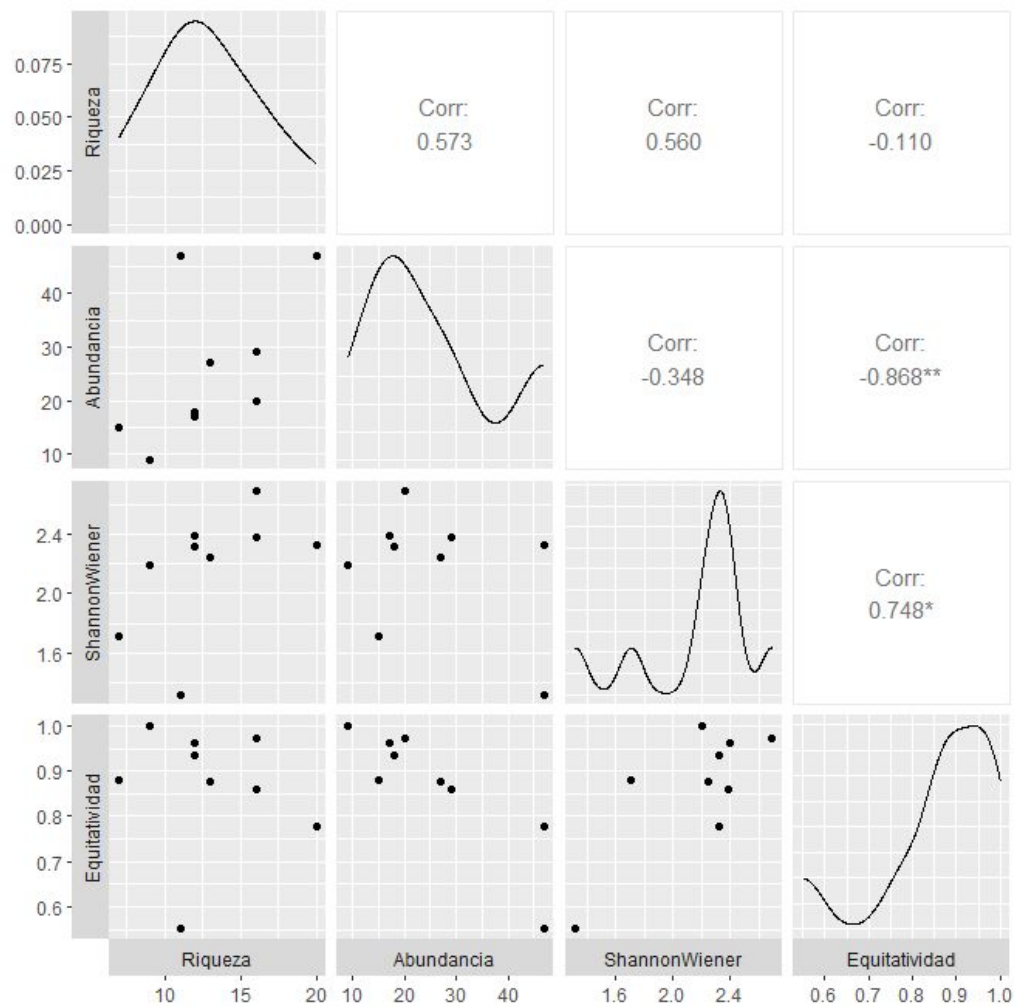 0.075
0.050
0.025
0.000
Riqueza
Corr:
0.573
Corr:
0.560
Corr:
-0.110
40
30
20
10
Abundancia
Corr:
-0.348
Corr:
-0.868**
2.4
2.0
1.6
ShannonWiener
Corr:
0.748*
1.0
0.9
0.8
0.7
0.6
Equitatividad
Riqueza Abundancia ShannonWiener Equitatividad
10 15 20 10 20 30 40 1.6 2.0 2.4 0.6 0.7 0.8 0.9 1.0